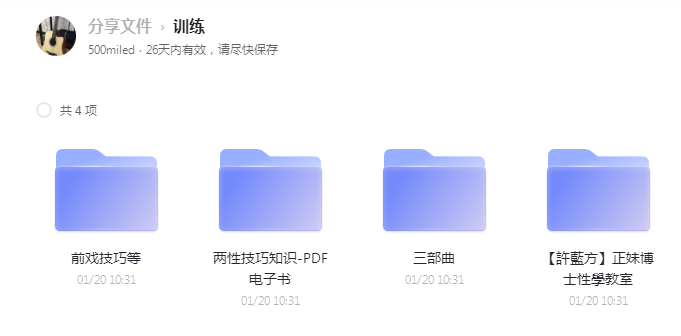 分享文件 › 训练
500miled · 26天内有效，请尽快保存
共 4 项
前戏技巧等
01/20 10:31
两性技巧知识-PDF
电子书
01/20 10:31
三部曲
01/20 10:31
【許藍方】正妹博
士性學教室
01/20 10:31